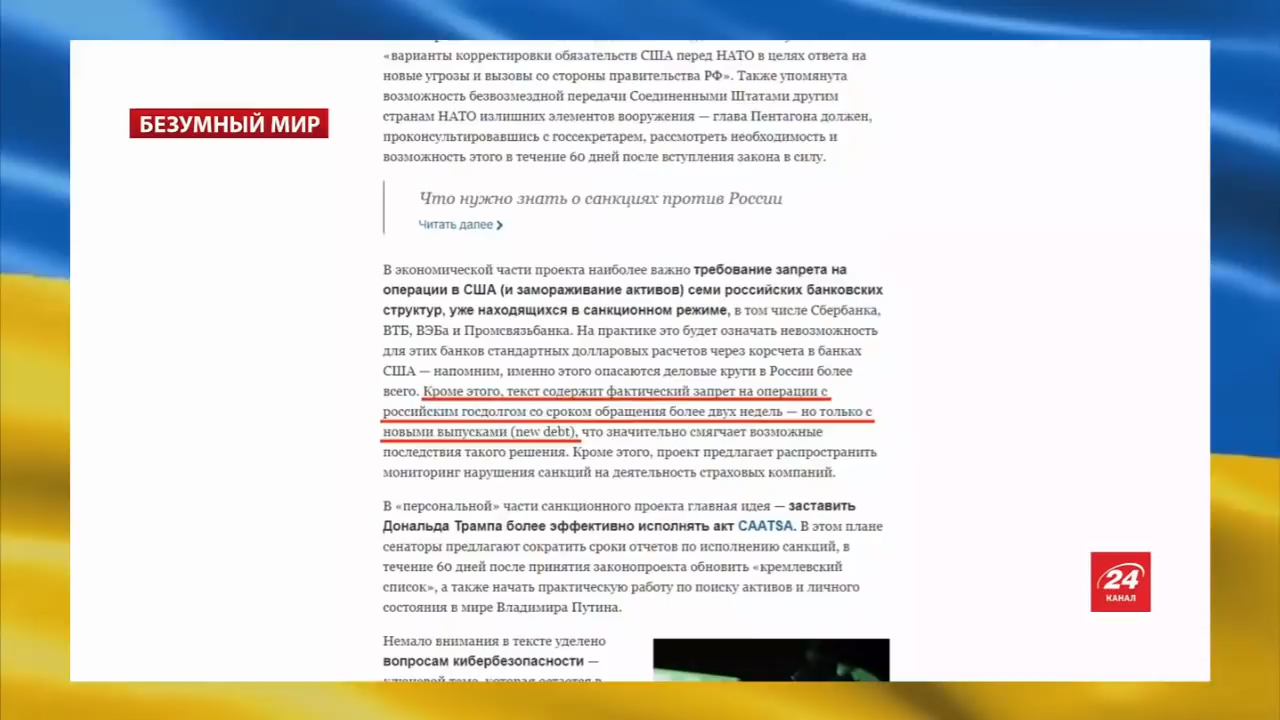 «варианты корректировки обязательств США перед НАТО в целях ответа на
новые угрозы и вызовы со стороны правительства РФ». Также упомянута
возможность безвозмездной передачи Соединенными Штатами другим
странам НАТО излишних элементов вооружения — глава Пентагона должен,
проконсультировавшись с госсекретарем, рассмотреть необходимость и
возможность этого в течение 60 дней после вступления закона в силу.
БЕЗУМНЫЙ МИР
Что нужно знать о санкциях против России
Читать далее
В экономической части проекта наиболее важно требование запрета на
операции в США (и замораживание активов) семи российских банковских
структур, уже находящихся в санкционном режиме, в том числе Сбербанка,
ВТБ, ВЭБа и Промсвязьбанка. На практике это будет означать невозможность
для этих банков стандартных долларовых расчетов через корсчета в банках
США — напомним, именно этого опасаются деловые круги в России более
всего. Кроме этого, текст содержит фактический запрет на операции с
российским госдолгом со сроком обращения более двух недель — но только с
новыми выпусками (new debt), что значительно смягчает возможные
последствия такого решения. Кроме этого, проект предлагает распространить
мониторинг нарушения санкций на деятельность страховых компаний.
В «персональной» части санкционного проекта главная идея — заставить
Дональда Трампа более эффективно исполнять акт CAATSA. В этом плане
сенаторы предлагают сократить сроки отчетов по исполнению санкций, в
течение 60 дней после принятия законопроекта обновить «кремлевский
список», а также начать практическую работу по поиску активов и личного
состояния в мире Владимира Путина.
24
КАНАЛ
Немало внимания в тексте уделено
вопросам кибербезопасности —